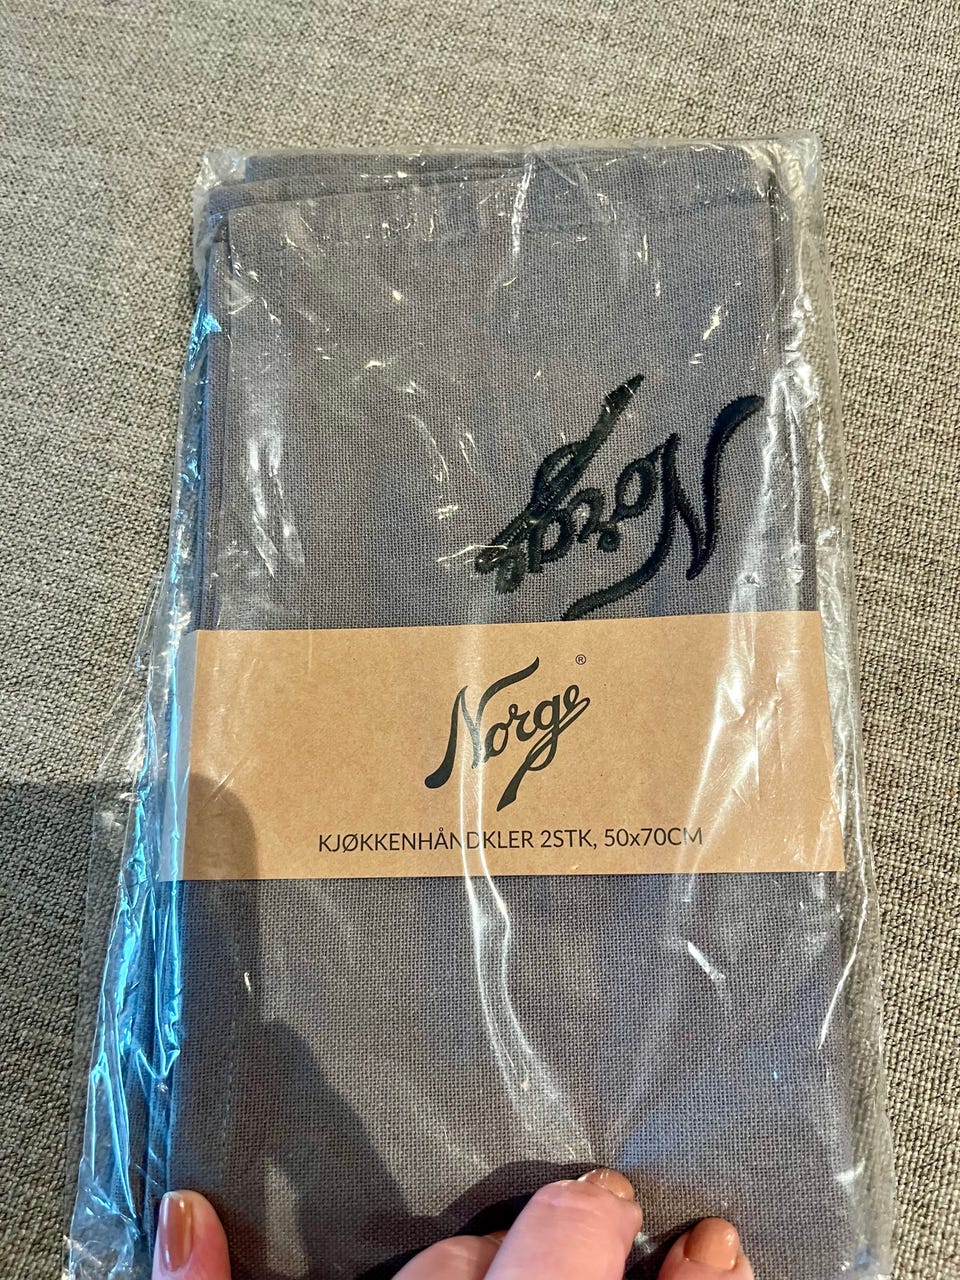 Norge
Norge ®
KJØKKENHÅNDKLER 2STK, 50x70CM